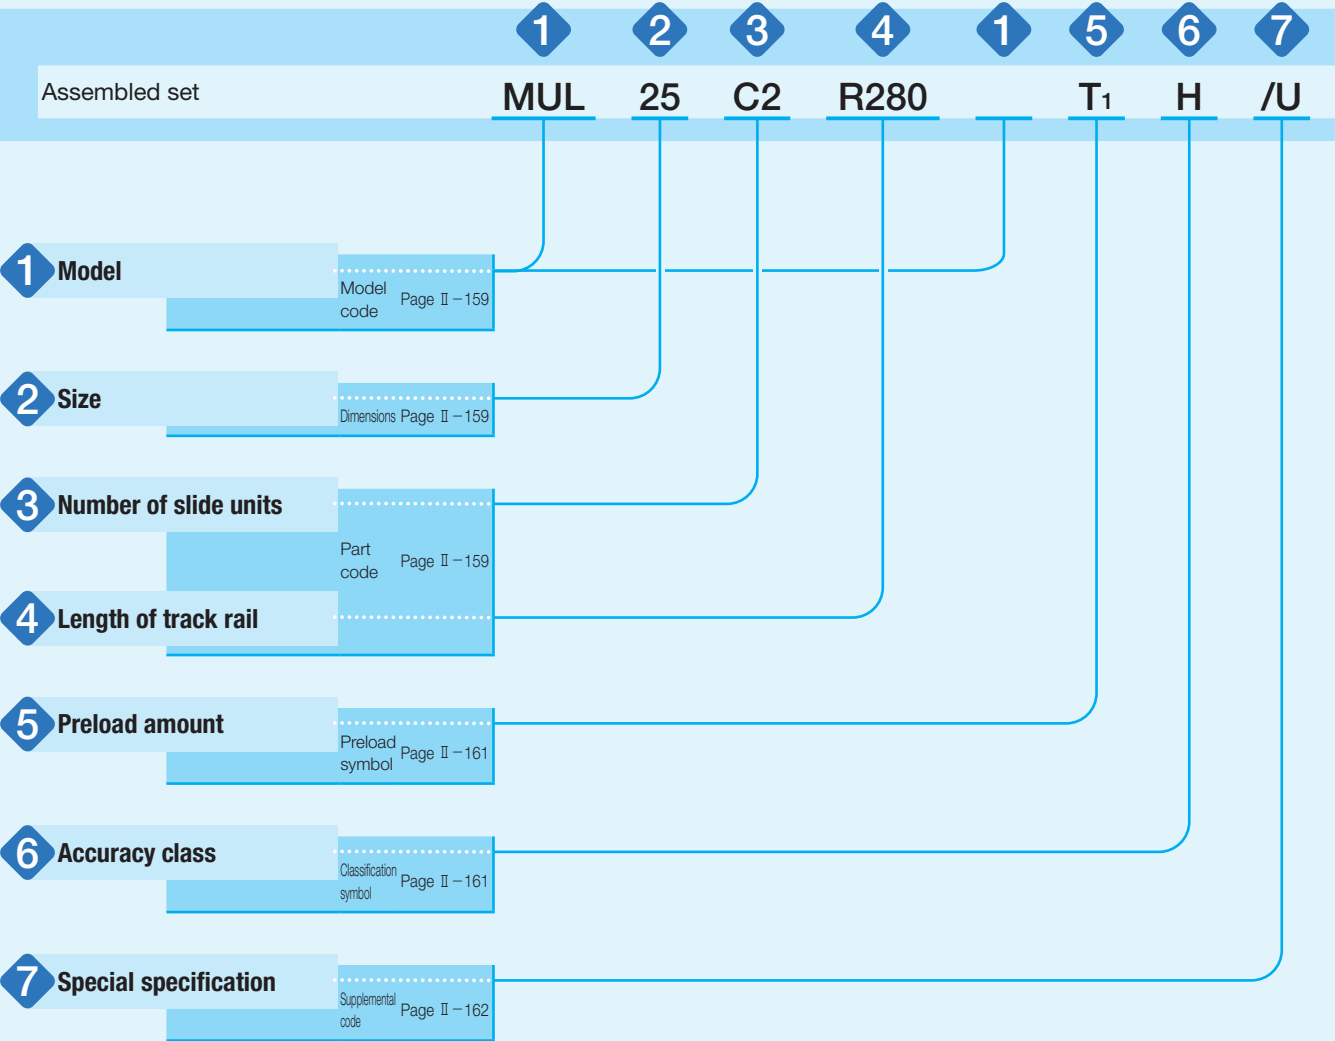 1 2 3 4 1 5 6 7
Assembled set MUL 25 C2 R280 T1 H /U
1 Model
Model code Page Ⅱ－159
2 Size
Dimensions Page Ⅱ－159
3 Number of slide units
Part code Page Ⅱ－159
4 Length of track rail
5 Preload amount
Preload symbol Page Ⅱ－161
6 Accuracy class
Classification symbol Page Ⅱ－161
7 Special specification
Supplemental code Page Ⅱ－162